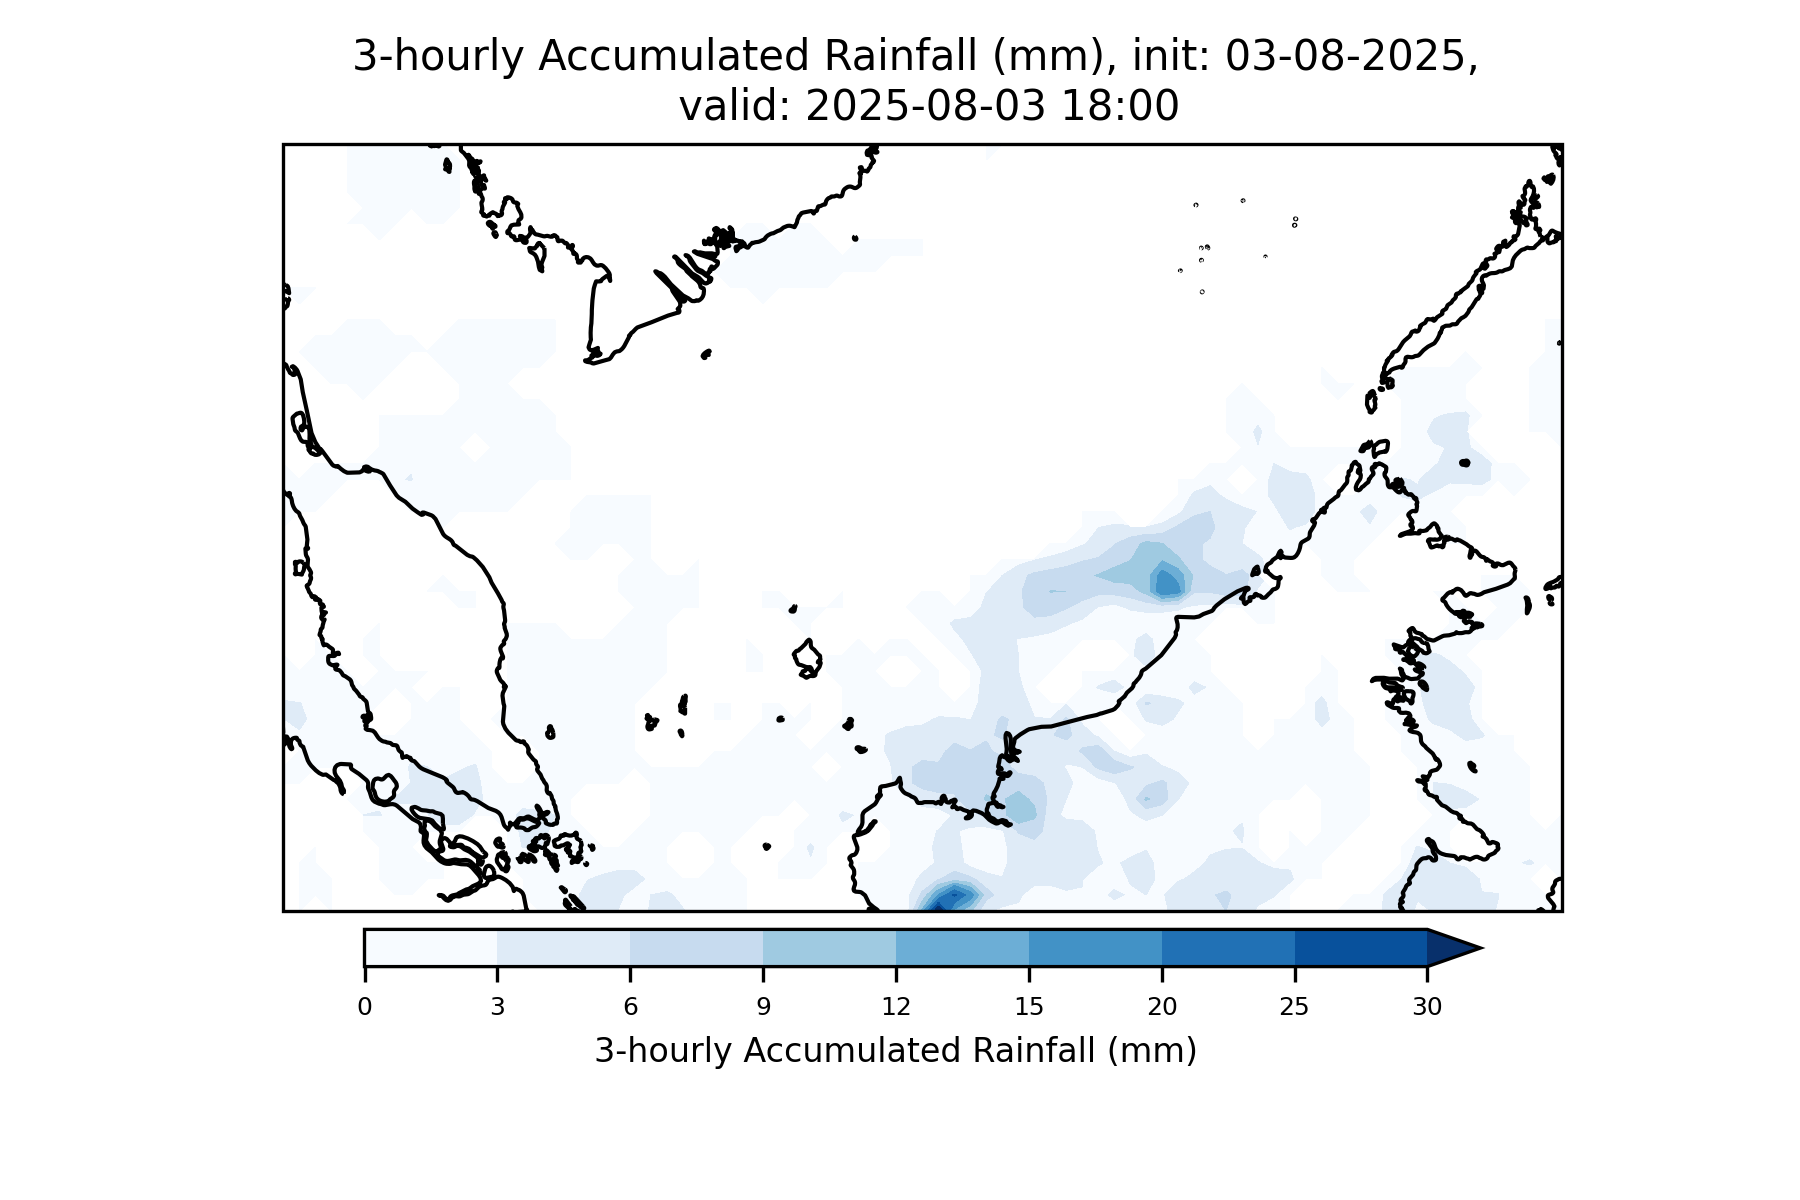 3-hourly Accumulated Rainfall (mm), init: 03-08-2025,
valid: 2025-08-03 18:00
0 3 6 9 12 15 20 25 30
3-hourly Accumulated Rainfall (mm)